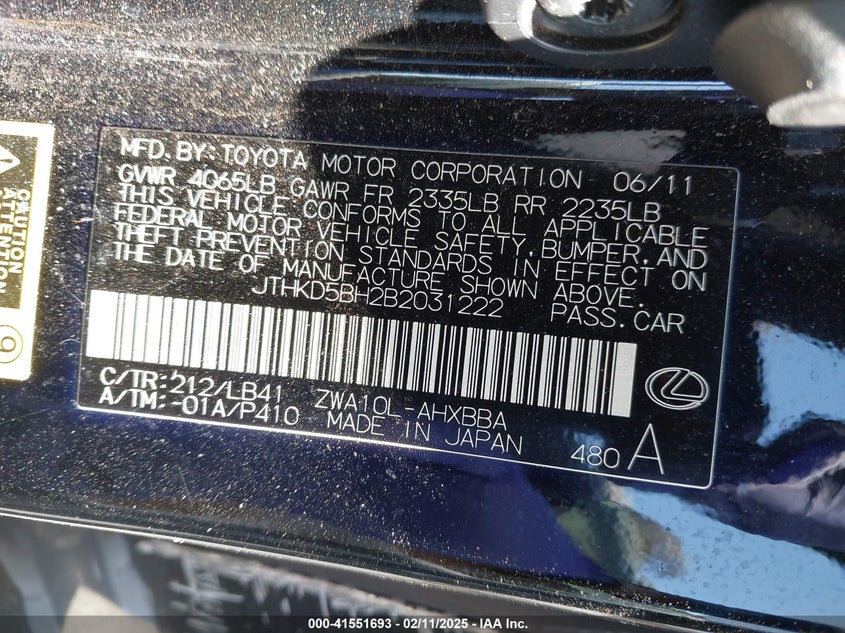 CAUTION
ATTENTION
MFD.BY:TOYOTA MOTOR CORPORATION 06/11
GVWR 4065LB GAWR FR 2335LB RR 2235LB
THIS VEHICLE CONFORMS TO ALL APPLICABLE
FEDERAL MOTOR VEHICLE SAFETY,BUMPER,AND
THEFT PREVENTION STANDARDS IN EFFECT ON
THE DATE OF MANUFACTURE SHOWN ABOVE.
JTHKD5BH2B2031222 PASS.CAR
C/TR:212/LB41 ZWA10L-AHXBBA
A/TM:-01A/P410 MADE IN JAPAN
480 A
000-41551693 - 02/11/2025 - IAA Inc.